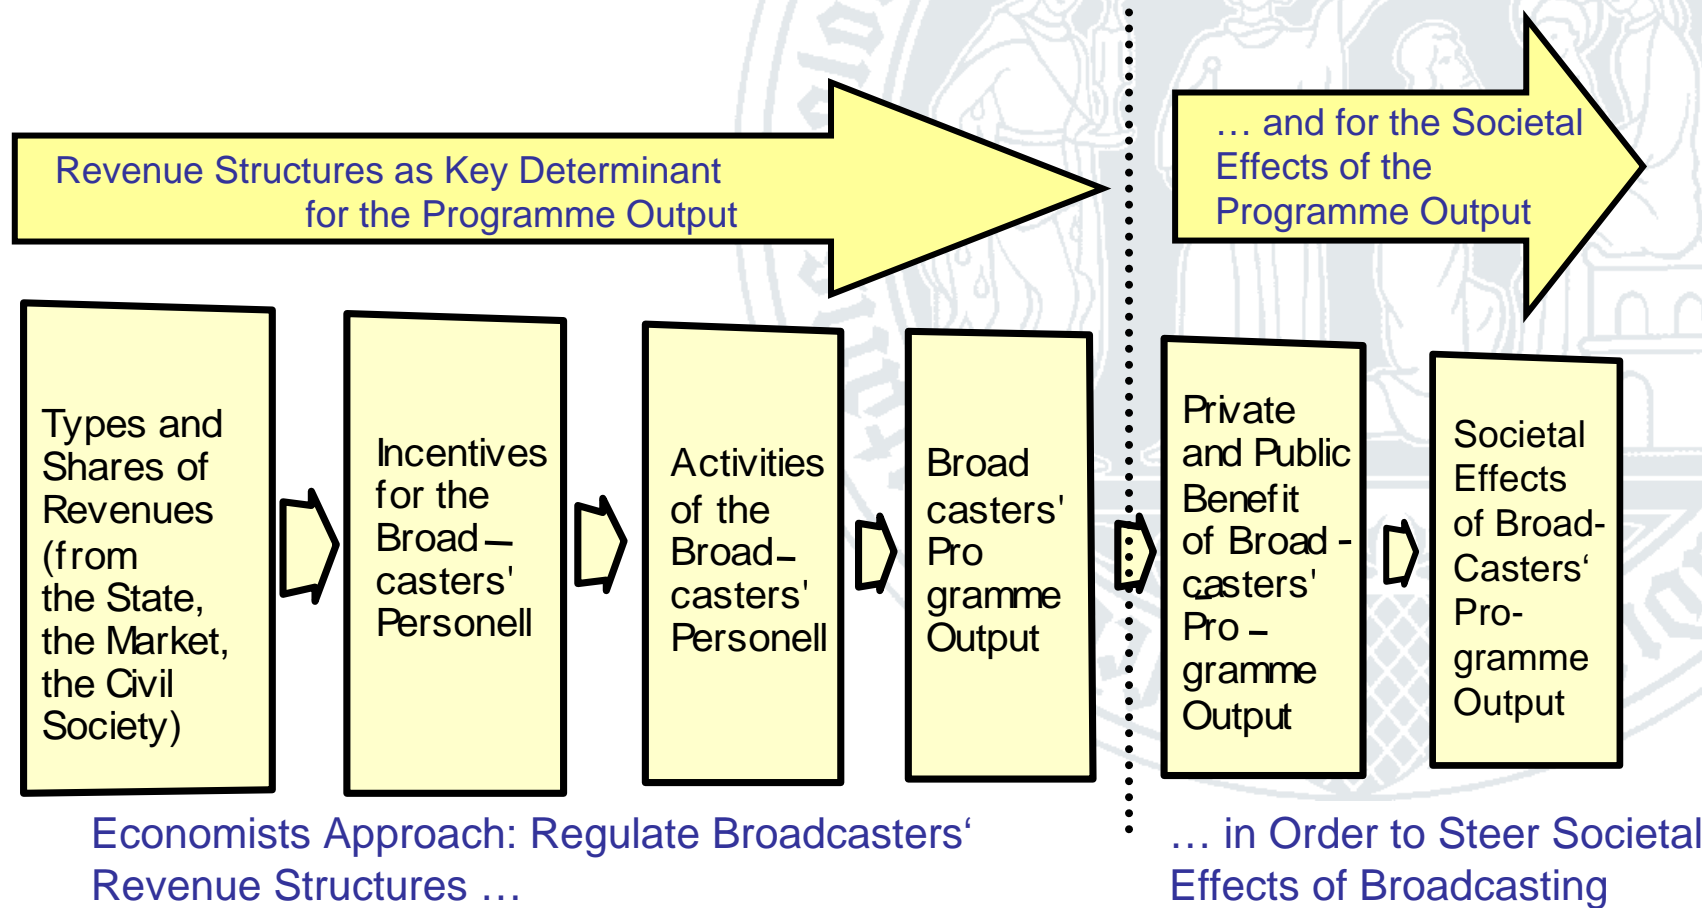 Revenue Structures as Key Determinant
for the Programme Output
… and for the Societal
Effects of the
Programme Output
Types and
Shares of
Revenues
(from
the State,
the Market,
the Civil
Society)
Incentives
for the
Broad–
casters'
Personell
Activities
of the
Broad–
casters'
Personell
Broad
casters'
Pro
gramme
Output
Private
and Public
Benefit
of Broad -
casters'
Pro –
gramme
Output
Societal
Effects
of Broad-
Casters‘
Pro-
gramme
Output
Economists Approach: Regulate Broadcasters‘
Revenue Structures …
… in Order to Steer Societal
Effects of Broadcasting